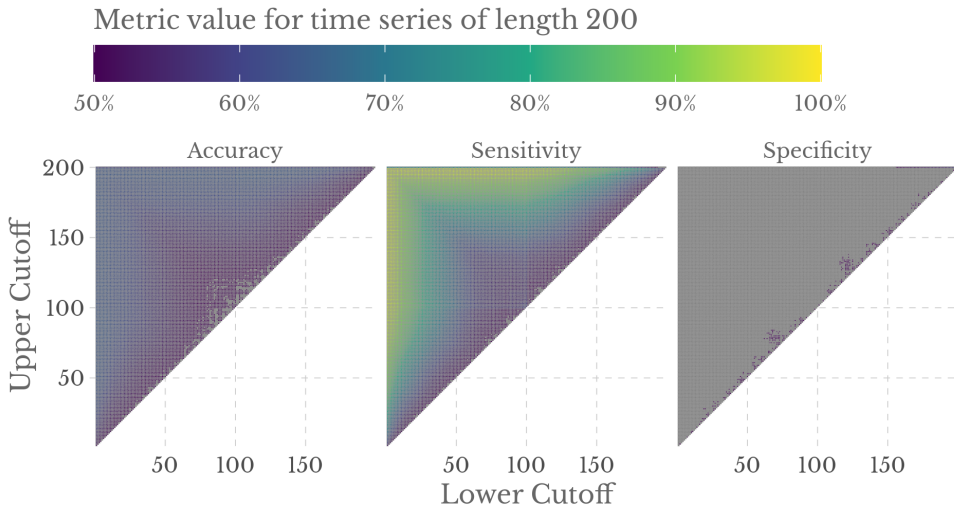 Metric value for time series of length 200
50% 60% 70% 80% 90% 100%
Accuracy Sensitivity Specificity
200
150
100
50
Upper Cutoff
50 100 150 50 100 150 50 100 150
Lower Cutoff